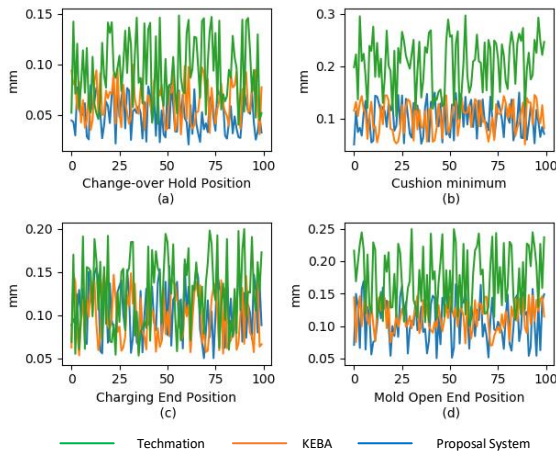 0.15
0.10
0.05
mm
0 25 50 75 100
Change-over Hold Position
(a)
0.3
0.2
0.1
mm
0 25 50 75 100
Cushion minimum
(b)
0.20
0.15
0.10
0.05
mm
0 25 50 75 100
Charging End Position
(c)
0.25
0.20
0.15
0.10
0.05
mm
0 25 50 75 100
Mold Open End Position
(d)
Techmation KEBA Proposal System